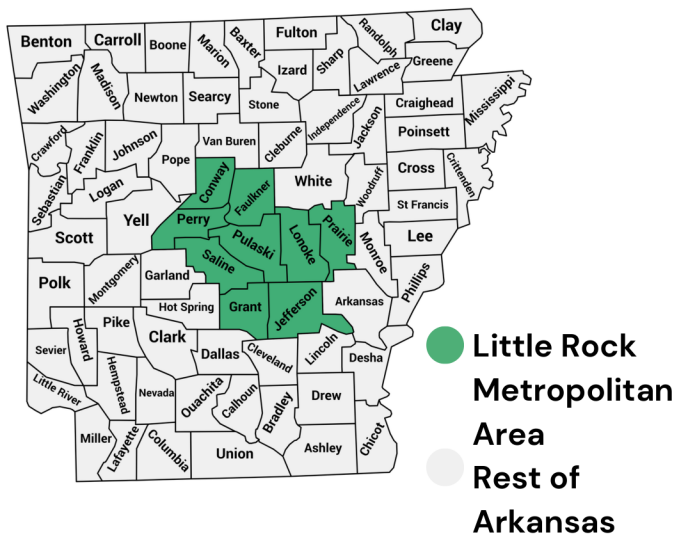 Benton
Carroll
Boone
Marion
Baxter
Fulton
Randolph
Clay
Izard
Sharp
Lawrence
Greene
Washington
Madison
Newton
Searcy
Stone
Independence
Jackson
Craighead
Mississippi
Poinsett
Crawford
Franklin
Johnson
Pope
Van Buren
Cleburne
Cross
Crittenden
Sebastian
Logan
Conway
Faulkner
White
Woodruff
St Francis
Scott
Yell
Perry
Pulaski
Lonoke
Prairie
Monroe
Lee
Saline
Polk
Montgomery
Garland
Phillips
Hot Spring
Grant
Jefferson
Arkansas
Pike
Howard
Clark
Sevier
Dallas
Cleveland
Lincoln
Desha
Little River
Hempstead
Nevada
Ouachita
Calhoun
Bradley
Drew
Miller
Lafayette
Columbia
Union
Ashley
Chicot
Little Rock
Metropolitan
Area
Rest of
Arkansas